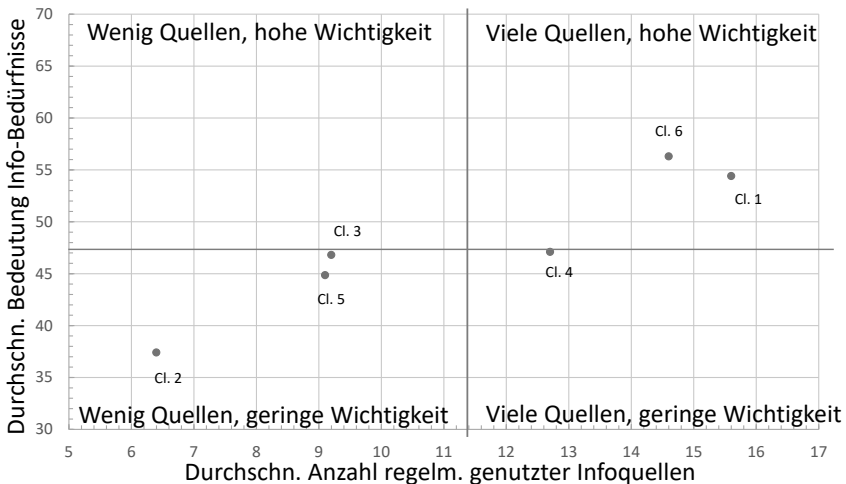 Durchschn. Bedeutung Info-Bedürfnisse
70
65
60
55
50
45
40
35
30
Wenig Quellen, hohe Wichtigkeit
Viele Quellen, hohe Wichtigkeit
Cl. 6
Cl. 1
Cl. 3
Cl. 4
Cl. 5
Cl. 2
Wenig Quellen, geringe Wichtigkeit
Viele Quellen, geringe Wichtigkeit
5 6 7 8 9 10 11 12 13 14 15 16 17
Durchschn. Anzahl regelm. genutzter Infoquellen